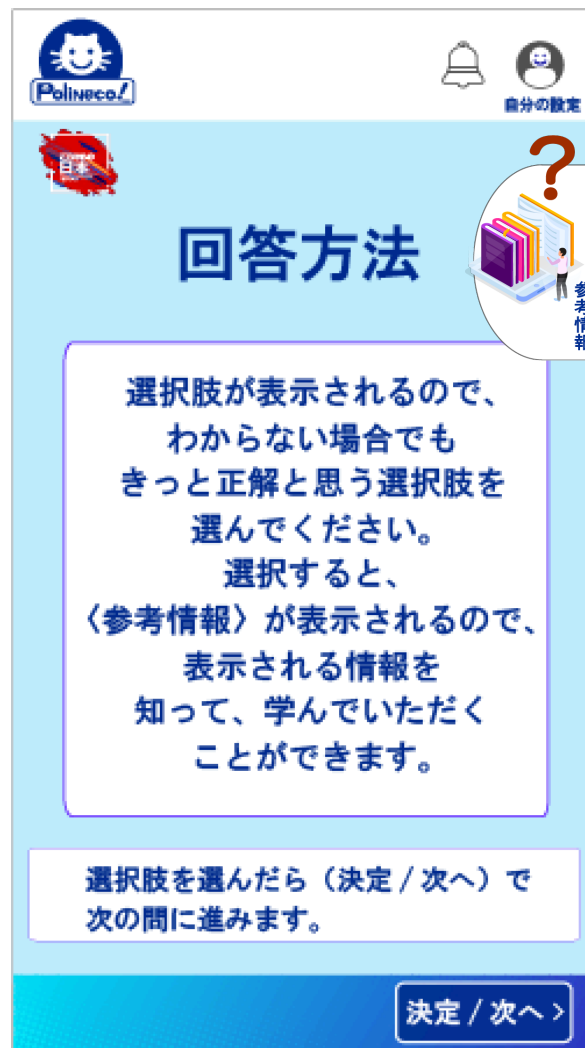 Polineco!
自分の設定
日本
?
回答方法
参考情報
選択肢が表示されるので、
わからない場合でも
きっと正解と思う選択肢を
選んでください。
選択すると、
〈参考情報〉が表示されるので、
表示される情報を
知って、学んでいただく
ことができます。
選択肢を選んだら（決定 / 次へ）で
次の問に進みます。
決定 / 次へ >